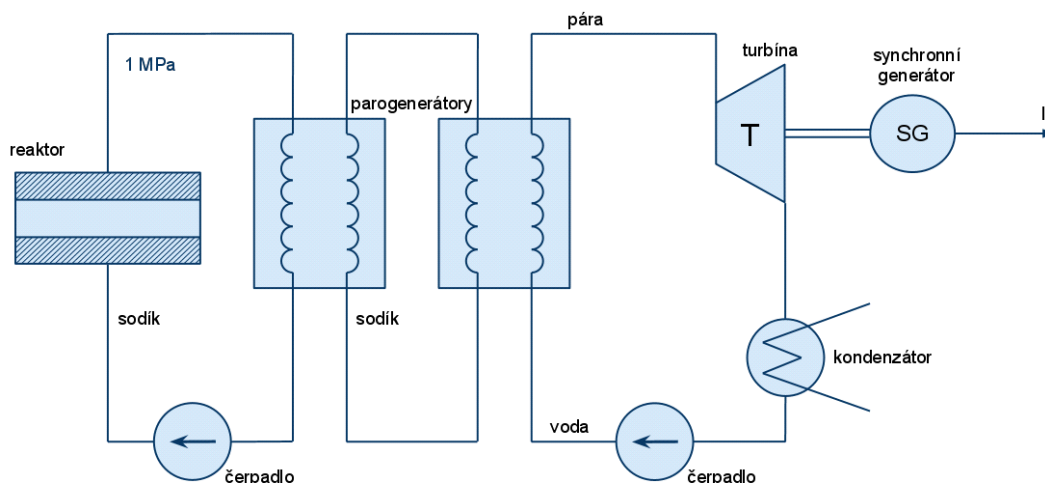 pára
turbína
synchronní
generátor
1 MPa
parogenerátory
reaktor
T
SG
I
sodík
sodík
kondenzátor
voda
čerpadlo
čerpadlo